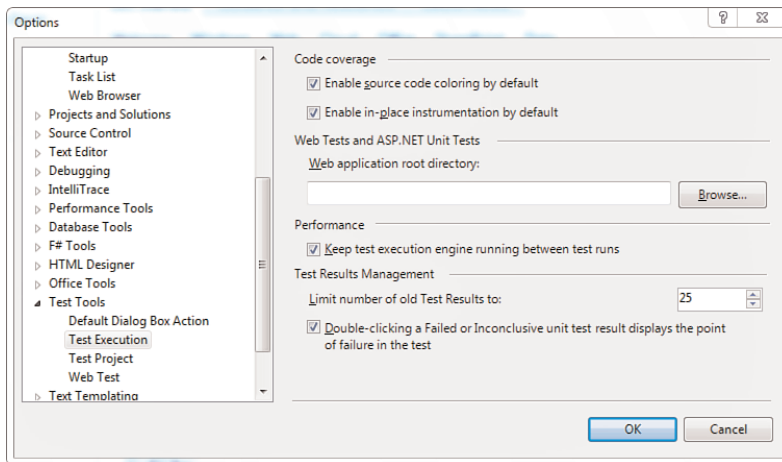 Options
Startup
Task List
Web Browser
Projects and Solutions
Source Control
Text Editor
Debugging
IntelliTrace
Performance Tools
Database Tools
F# Tools
HTML Designer
Office Tools
Test Tools
Default Dialog Box Action
Test Execution
Test Project
Web Test
Text Templating
Code coverage
Enable source code coloring by default
Enable in-place instrumentation by default
Web Tests and ASP.NET Unit Tests
Web application root directory:
Browse...
Performance
Keep test execution engine running between test runs
Test Results Management
Limit number of old Test Results to:
25
Double-clicking a Failed or Inconclusive unit test result displays the point
of failure in the test
OK
Cancel